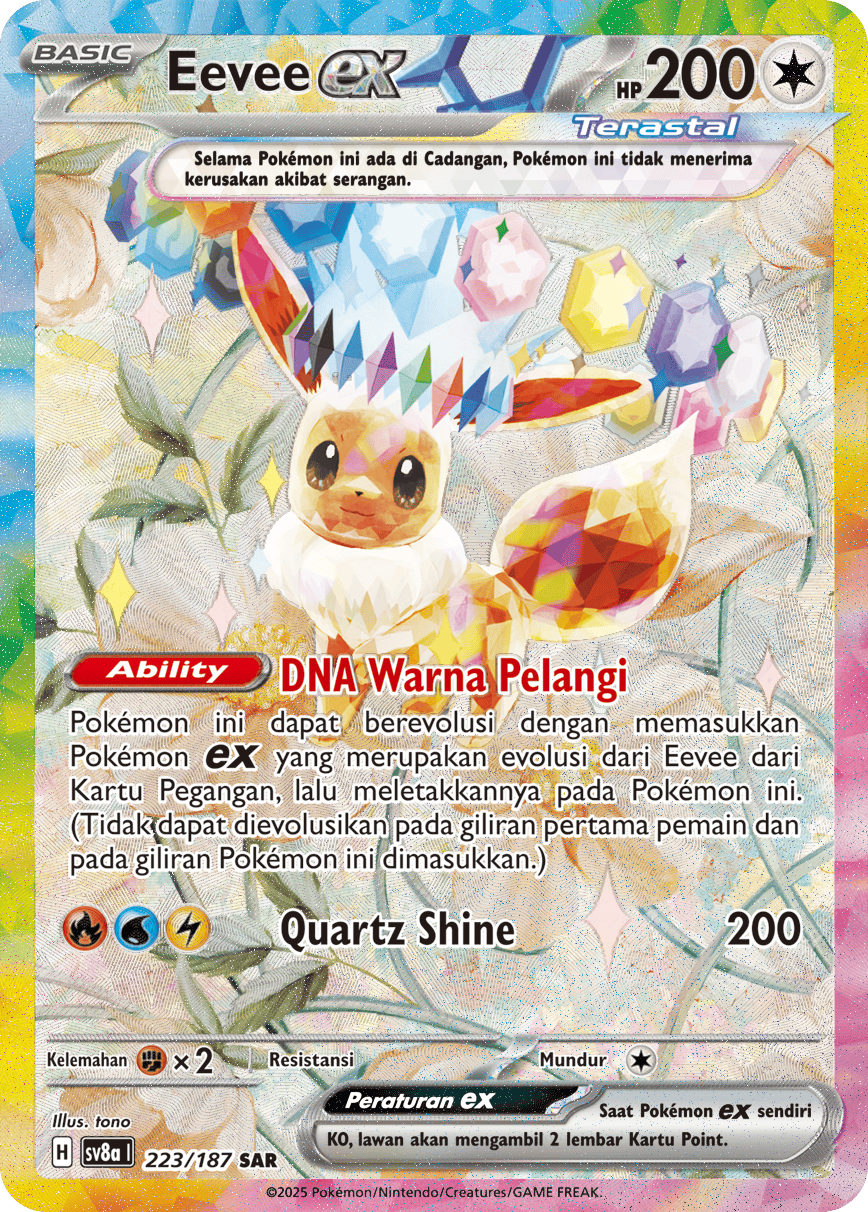 BASIC
Eevee ex HP 200
Terastal
Selama Pokémon ini ada di Cadangan, Pokémon ini tidak menerima
kerusakan akibat serangan.
Ability DNA Warna Pelangi
Pokémon ini dapat berevolusi dengan memasukkan
Pokémon ex yang merupakan evolusi dari Eevee dari
Kartu Pegangan, lalu meletakkannya pada Pokémon ini.
(Tidak dapat dievolusikan pada giliran pertama pemain dan
pada giliran Pokémon ini dimasukkan.)
Quartz Shine 200
Kelemahan ×2 Resistansi Mundur
Peraturan ex Saat Pokémon ex sendiri
KO, lawan akan mengambil 2 lembar Kartu Point.
Illus. tono
H sv8a I 223/187 SAR
©2025 Pokémon/Nintendo/Creatures/GAME FREAK.